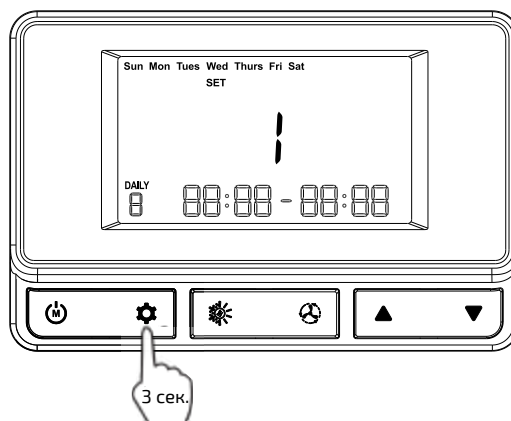 Sun Mon Tues Wed Thurs Fri Sat
SET
1
DAILY
8 88:88 - 88:88
M
3 сек.